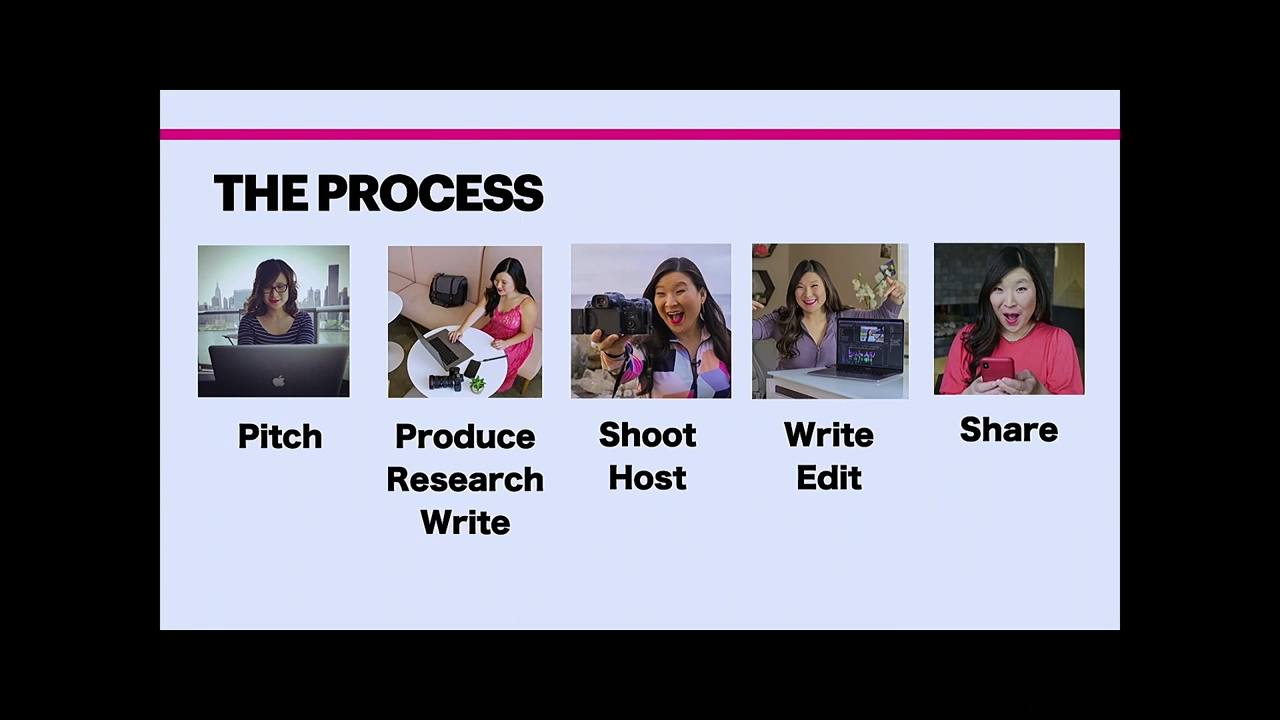 THE PROCESS
Pitch
Produce
Research
Write
Shoot
Host
Write
Edit
Share